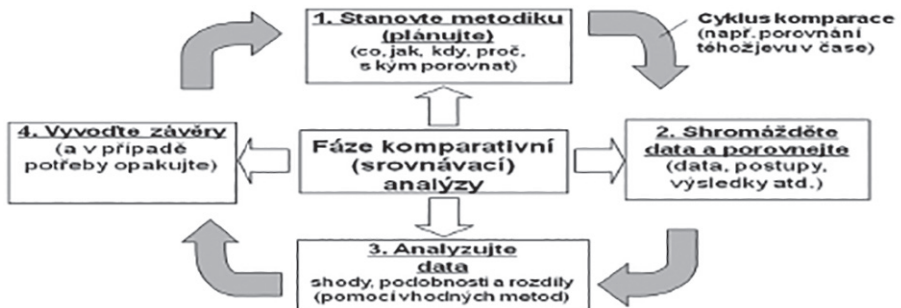 1. Stanovte metodiku
(plánujte)
(co, jak, kdy, proč,
s kým porovnat)
Cyklus komparace
(např. porovnání
téhož jevu v čase)
4. Vyvoďte závěry
(a v případě
potřeby opakujte)
Fáze komparativní
(srovnávací)
analýzy
2. Shromážděte
data a porovnejte
(data, postupy,
výsledky atd.)
3. Analyzujte
data
shody, podobnosti a rozdíly
(pomocí vhodných metod)